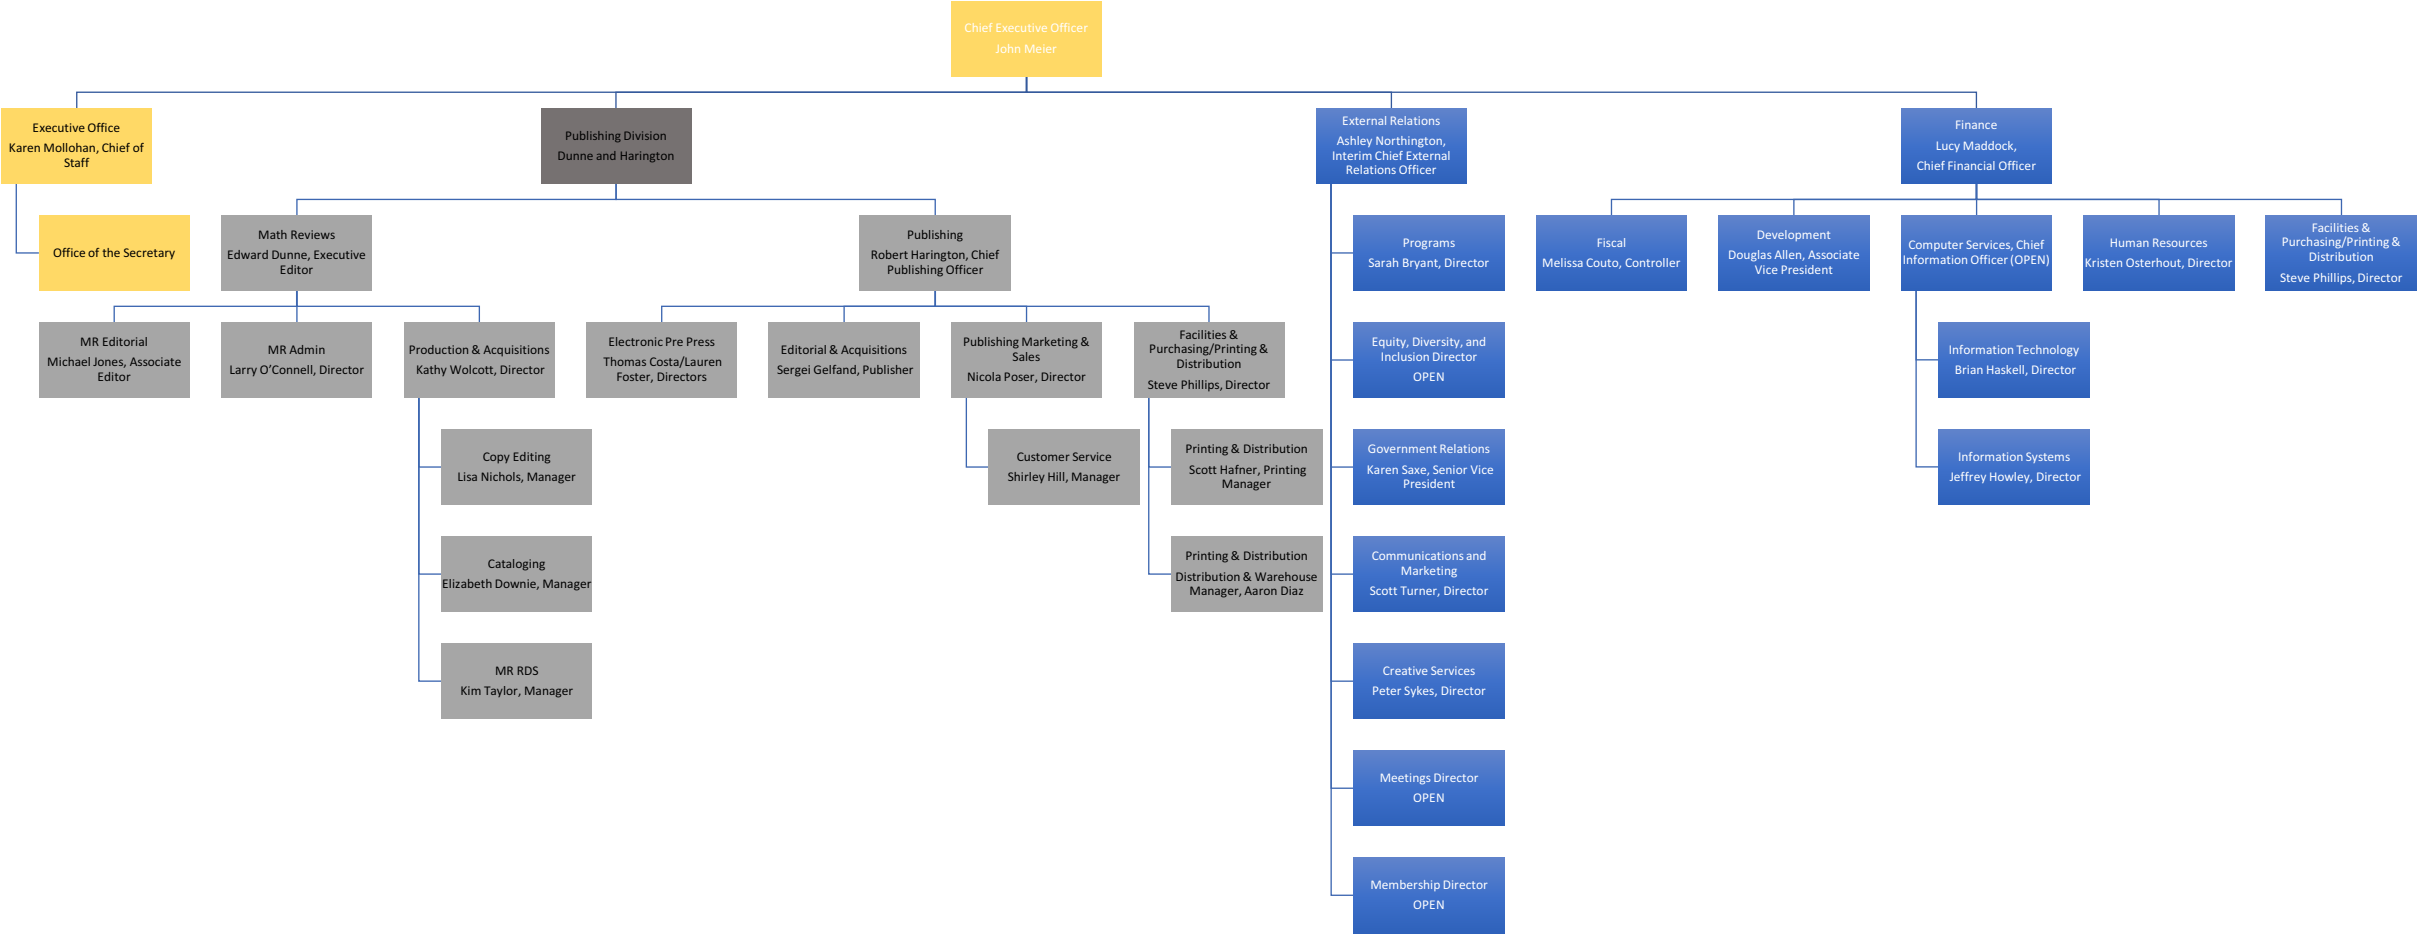 Chief Executive Officer
John Meier
Executive Office
Karen Mollohan, Chief of
Staff
Publishing Division
Dunne and Harington
External Relations
Ashley Northington,
Interim Chief External
Relations Officer
Finance
Lucy Maddock,
Chief Financial Officer
Office of the Secretary
Math Reviews
Edward Dunne, Executive
Editor
Publishing
Robert Harington, Chief
Publishing Officer
Programs
Sarah Bryant, Director
Fiscal
Melissa Couto, Controller
Development
Douglas Allen, Associate
Vice President
Computer Services, Chief
Information Officer (OPEN)
Human Resources
Kristen Osterhout, Director
Facilities &
Purchasing/Printing &
Distribution
Steve Phillips, Director
MR Editorial
Michael Jones, Associate
Editor
MR Admin
Larry O’Connell, Director
Production & Acquisitions
Kathy Wolcott, Director
Electronic Pre Press
Thomas Costa/Lauren
Foster, Directors
Editorial & Acquisitions
Sergei Gelfand, Publisher
Publishing Marketing &
Sales
Nicola Poser, Director
Facilities &
Purchasing/Printing &
Distribution
Steve Phillips, Director
Equity, Diversity, and
Inclusion Director
OPEN
Information Technology
Brian Haskell, Director
Copy Editing
Lisa Nichols, Manager
Customer Service
Shirley Hill, Manager
Printing & Distribution
Scott Hafner, Printing
Manager
Government Relations
Karen Saxe, Senior Vice
President
Information Systems
Jeffrey Howley, Director
Cataloging
Elizabeth Downie, Manager
Printing & Distribution
Distribution & Warehouse
Manager, Aaron Diaz
Communications and
Marketing
Scott Turner, Director
MR RDS
Kim Taylor, Manager
Creative Services
Peter Sykes, Director
Meetings Director
OPEN
Membership Director
OPEN